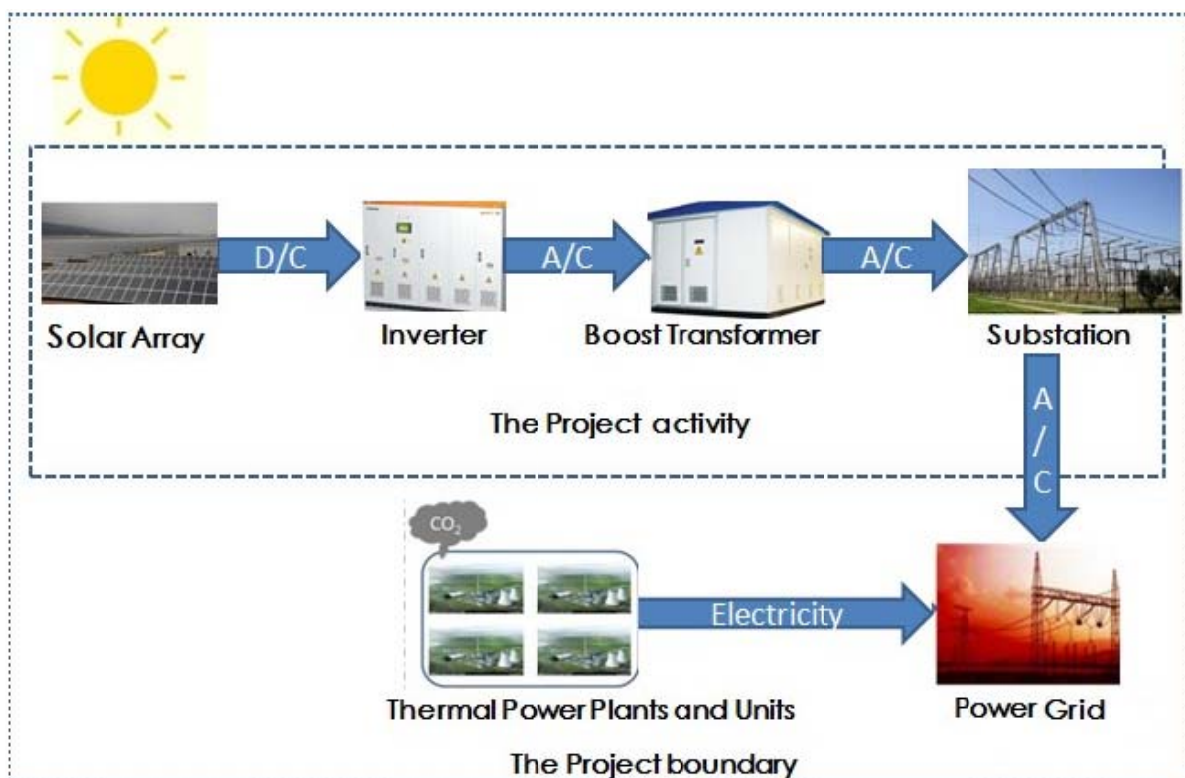 D/C
A/C
A/C
Solar Array
Inverter
Boost Transformer
Substation
A/C
The Project activity
CO₂
Electricity
Thermal Power Plants and Units
Power Grid
The Project boundary